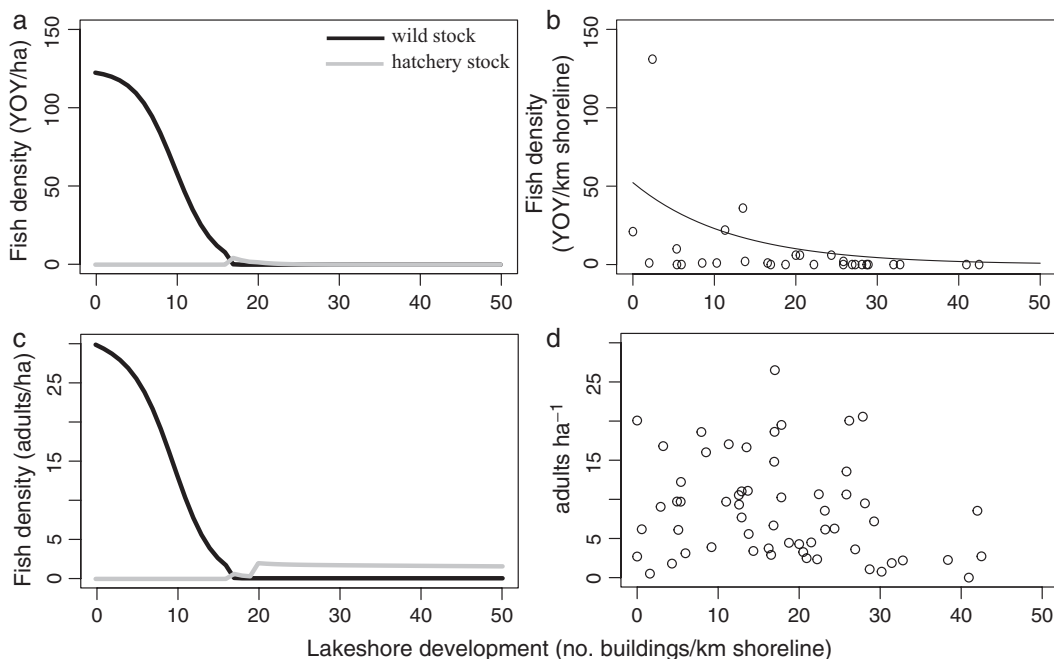 a
Fish density (YOY/ha)
150
100
50
0
wild stock
hatchery stock
0 10 20 30 40 50
b
Fish density
(YOY/km shoreline)
150
100
50
0
0 10 20 30 40 50
c
Fish density (adults/ha)
25
15
5
0
0 10 20 30 40 50
d
adults ha⁻¹
25
15
5
0
0 10 20 30 40 50
Lakeshore development (no. buildings/km shoreline)